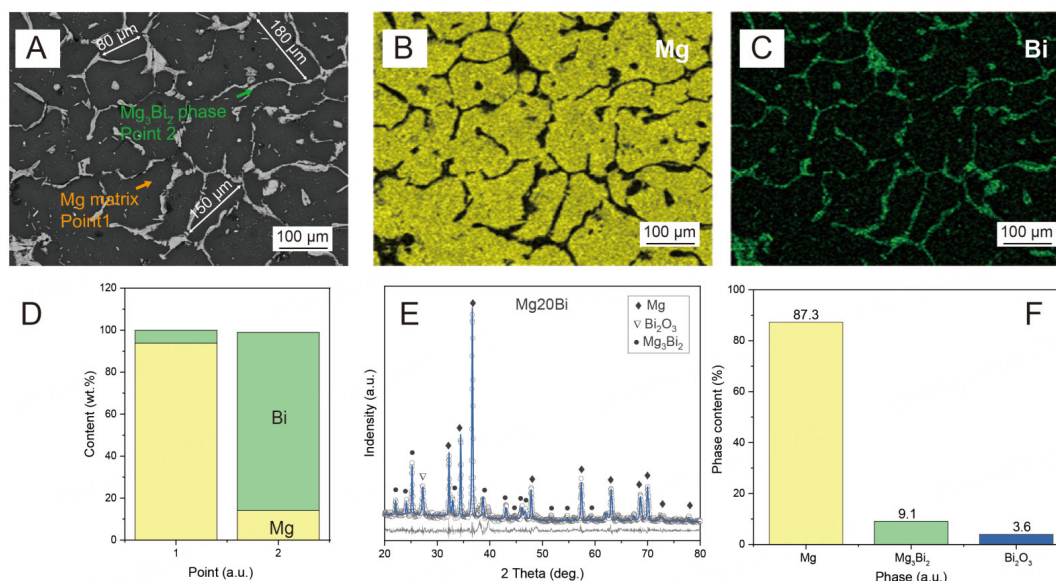 A
80 μm
180 μm
Mg₃Bi₂ phase
Point 2
Mg matrix
Point1
150 μm
100 μm
B
Mg
100 μm
C
Bi
100 μm
D
Content (wt.%)
120
100
80
60
40
20
0
Bi
Mg
1
2
Point (a.u.)
E
Mg20Bi
Mg
Bi₂O₃
Mg₃Bi₂
Indensity (a.u.)
20 30 40 50 60 70 80
2 Theta (deg.)
F
Phase content (%)
100
80
60
40
20
0
87.3
9.1
3.6
Mg
Mg₃Bi₂
Bi₂O₃
Phase (a.u.)